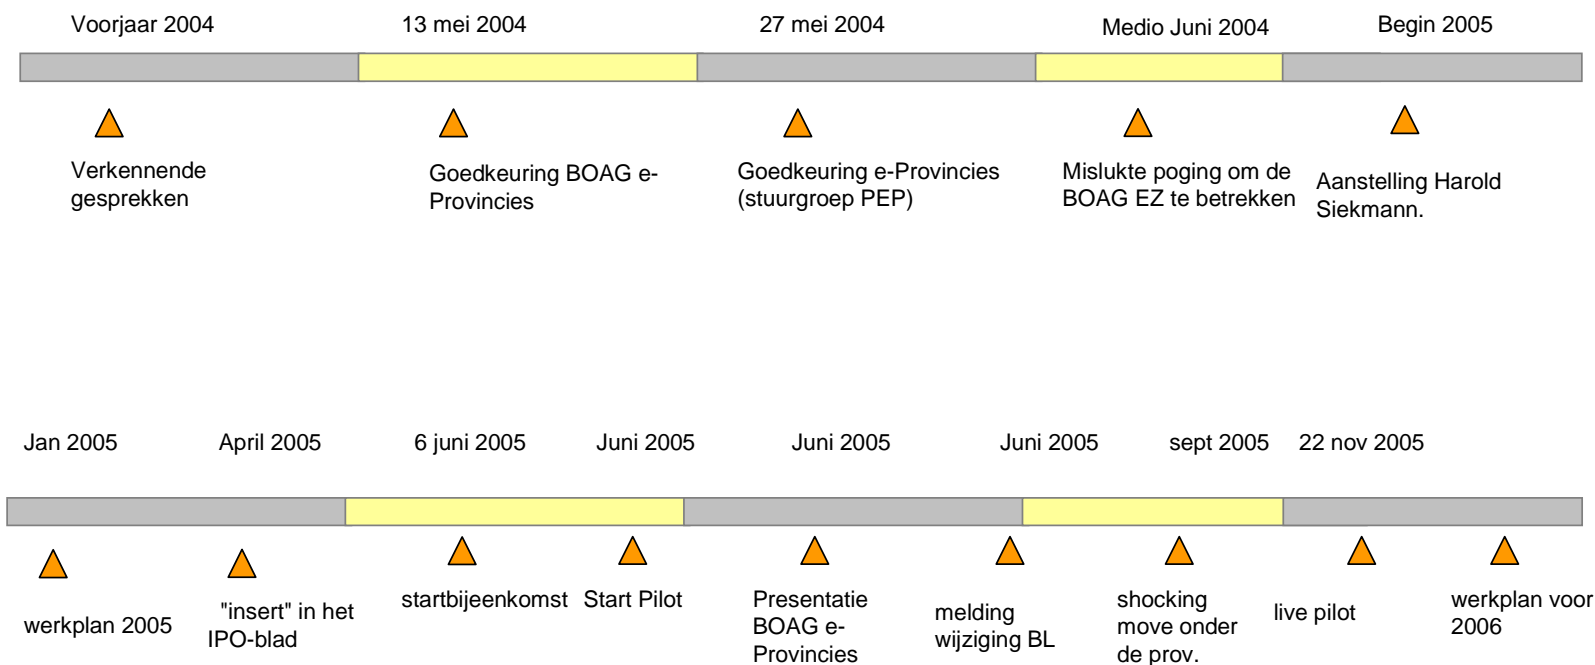 Voorjaar 2004
13 mei 2004
27 mei 2004
Medio Juni 2004
Begin 2005
Verkennende
gesprekken
Goedkeuring BOAG e-
Provincies
Goedkeuring e-Provincies
(stuurgroep PEP)
Mislukte poging om de
BOAG EZ te betrekken
Aanstelling Harold
Siekmann.
Jan 2005
April 2005
6 juni 2005
Juni 2005
Juni 2005
Juni 2005
sept 2005
22 nov 2005
werkplan 2005
"insert" in het
IPO-blad
startbijeenkomst
Start Pilot
Presentatie
BOAG e-
Provincies
melding
wijziging BL
shocking
move onder
de prov.
live pilot
werkplan voor
2006